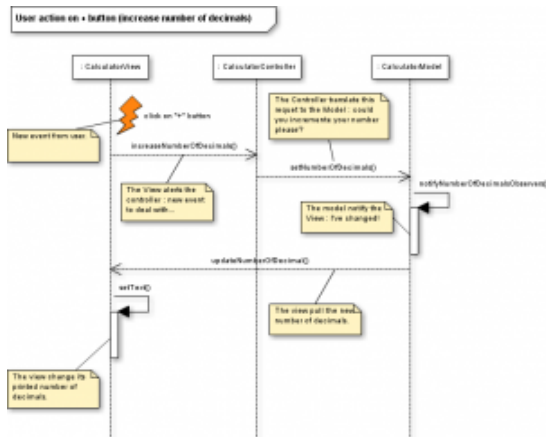 User action on + button (increase number of decimals)
: CalculatorView
: CalculatorController
: CalculatorModel
click on "+" button
The Controller translate this
requet to the Model : could
you increment your number
please?
New event from user.
increaseNumberOfDecimals()
setNumberOfDecimals()
notifyNumberOfDecimalsObservers()
The View alerts the
controller : new event
to deal with...
The model notify the
View : I've changed!
updateNumberOfDecimal()
setText()
The view pull the new
number of decimals.
The view change its
printed number of
decimals.